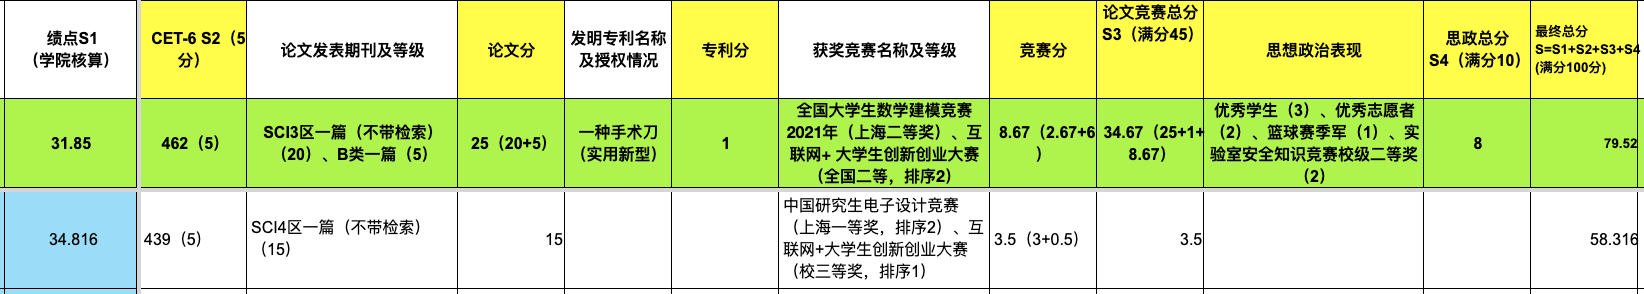 绩点S1
（学院核算）
CET-6 S2（5
分）
论文发表期刊及等级
论文分
发明专利名称
及授权情况
专利分
获奖竞赛名称及等级
竞赛分
论文竞赛总分
S3（满分45）
思想政治表现
思政总分
S4（满分10）
最终总分
S=S1+S2+S3+S4
(满分100分)
31.85
462（5）
SCI3区一篇（不带检索）
（20）、B类一篇（5）
25（20+5）
一种手术刀
（实用新型）
1
全国大学生数学建模竞赛
2021年（上海二等奖）、互
联网+ 大学生创新创业大赛
（全国二等，排序2）
8.67（2.67+6
）
34.67（25+1+
8.67）
优秀学生（3）、优秀志愿者
（2）、篮球赛季军（1）、实
验室安全知识竞赛校级二等奖
（2）
8
79.52
34.816
439（5）
SCI4区一篇（不带检索）
（15）
15
中国研究生电子设计竞赛
（上海一等奖，排序2）、互
联网+大学生创新创业大赛
（校三等奖，排序1）
3.5（3+0.5）
3.5
58.316